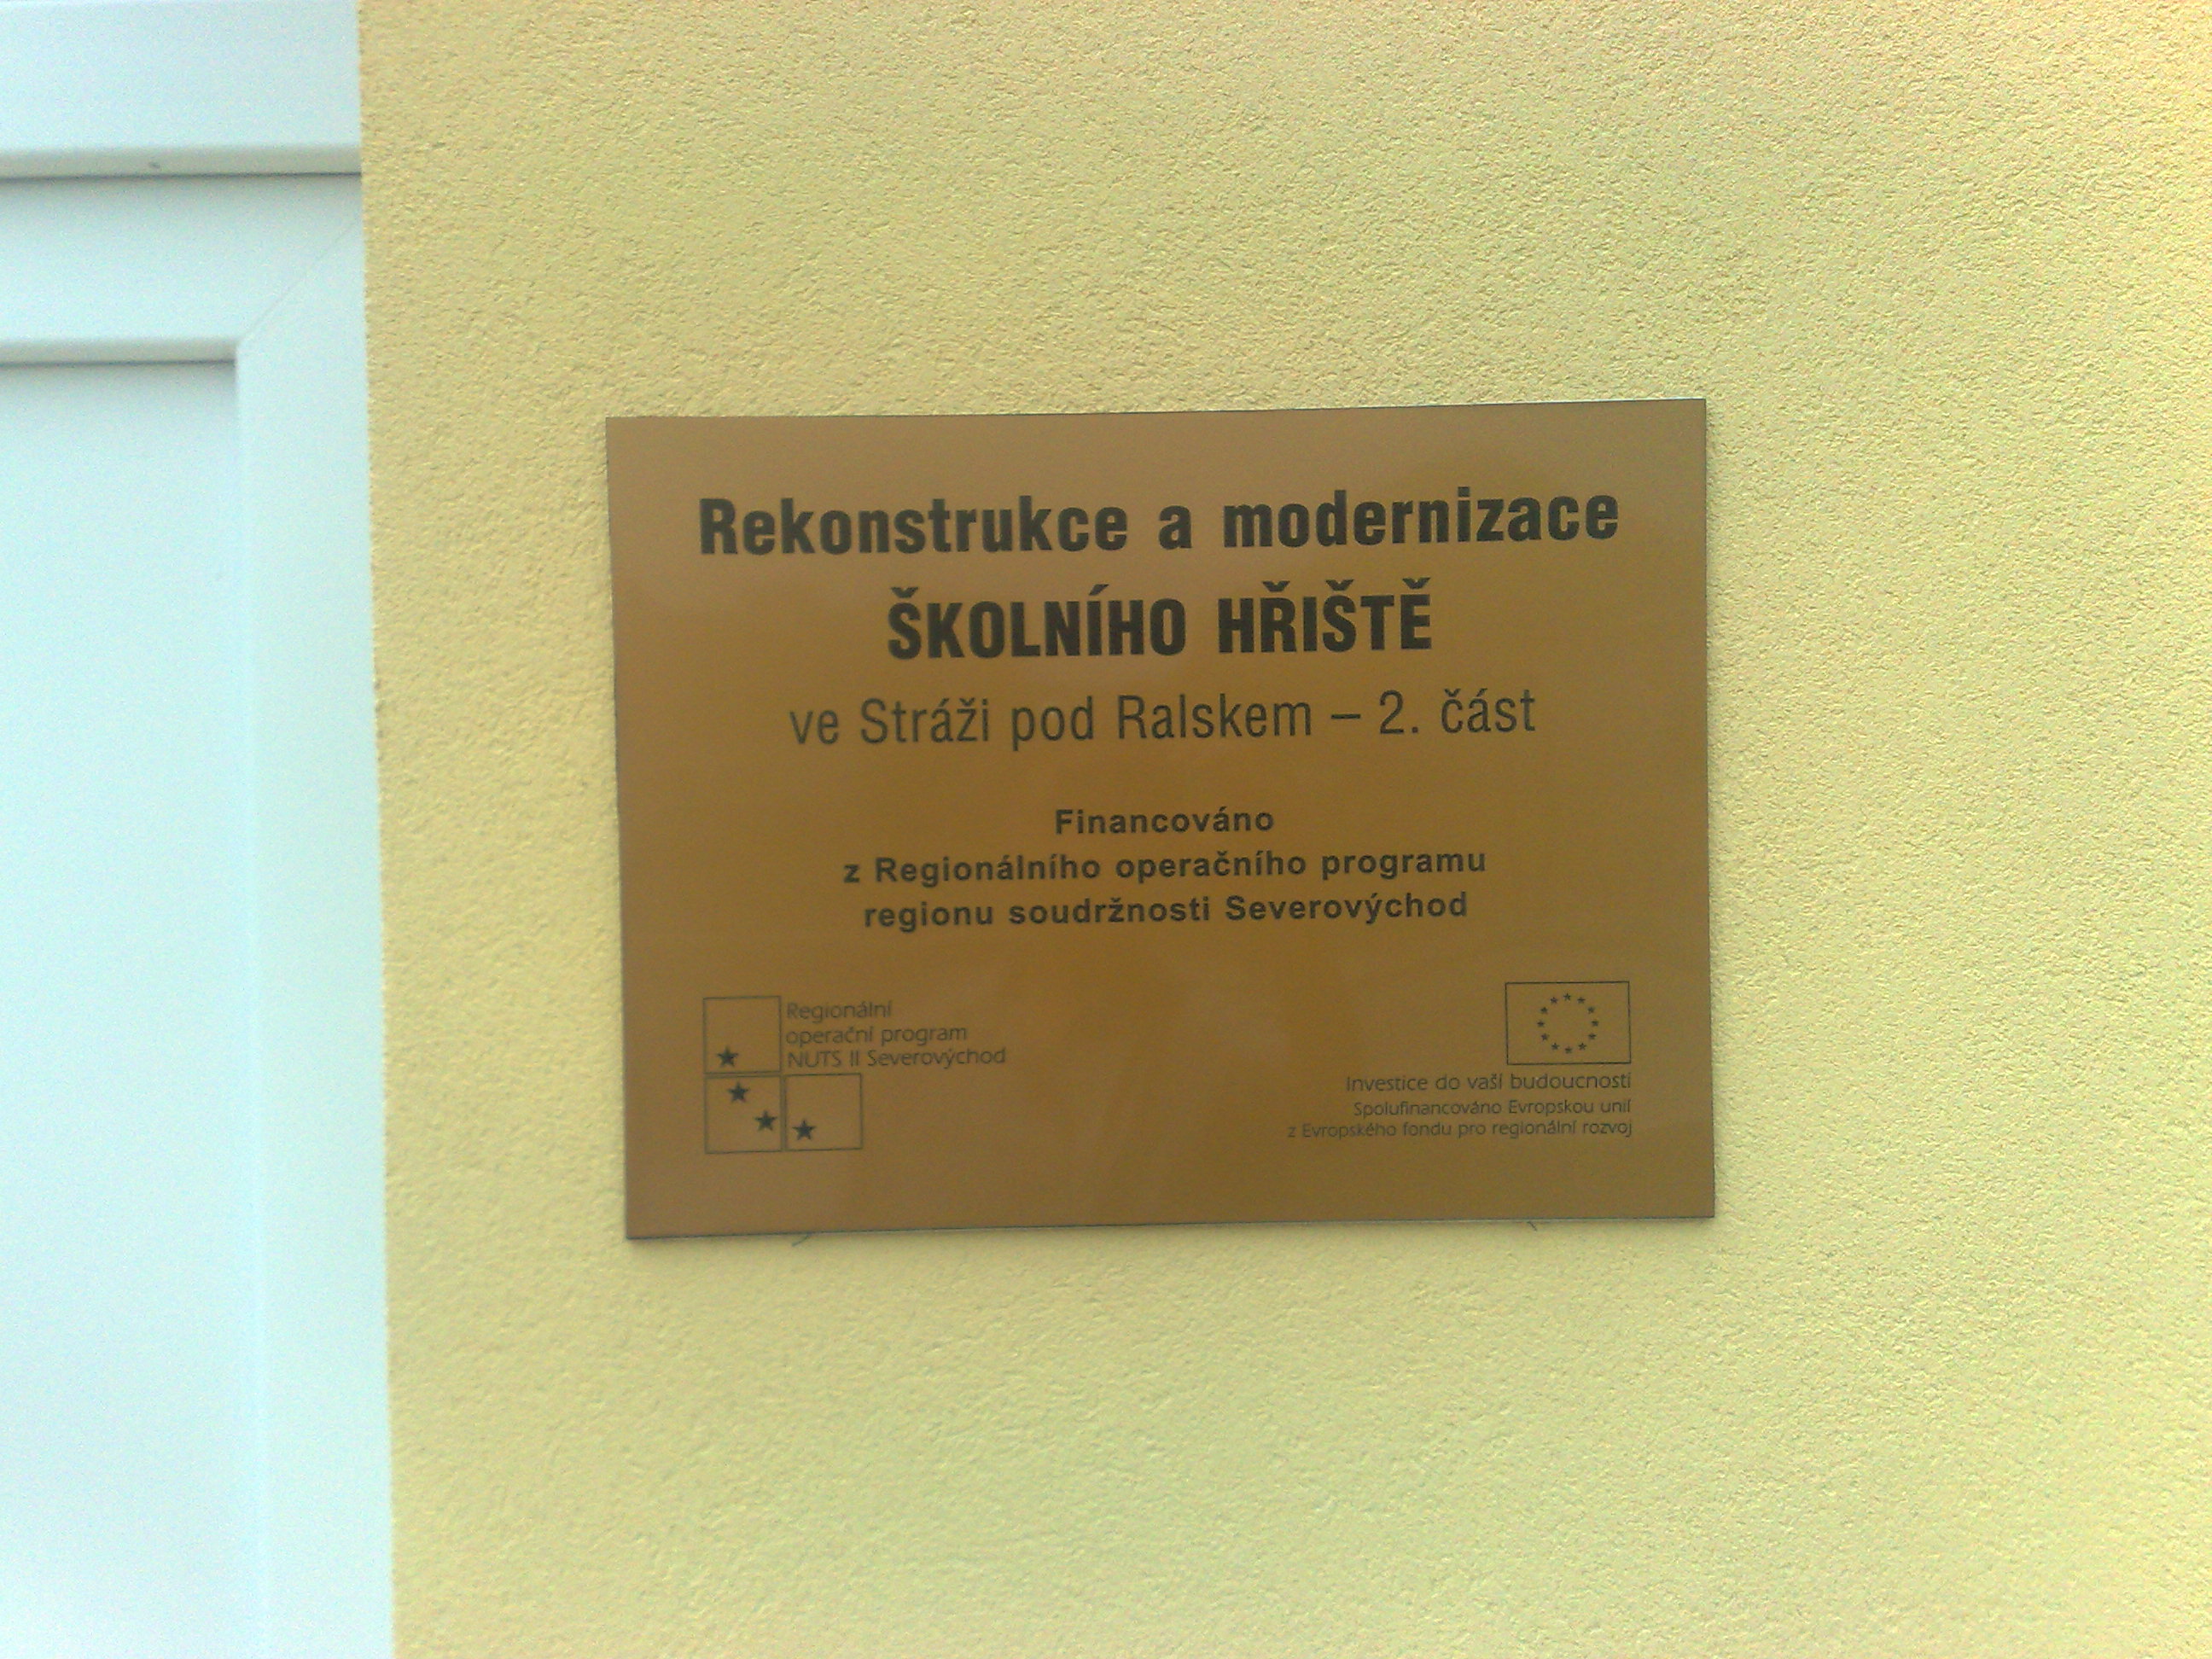 Rekonstrukce a modernizace
ŠKOLNÍHO HŘIŠTĚ
ve Stráži pod Ralskem – 2. část
Financováno
z Regionálního operačního programu
regionu soudržnosti Severovýchod
Regionální
operační program
NUTS II Severovýchod
Investice do vaší budoucnosti
Spolufinancováno Evropskou unií
z Evropského fondu pro regionální rozvoj